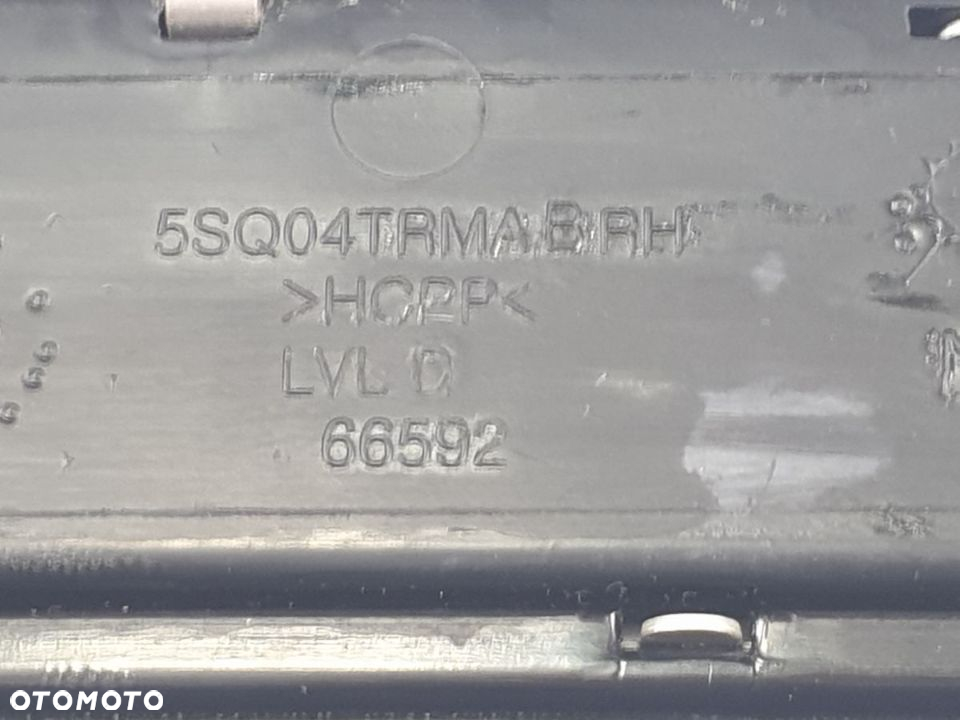 5SQ04TRMAB RH
>HCPP<
LVL D
66592
OTOMOTO